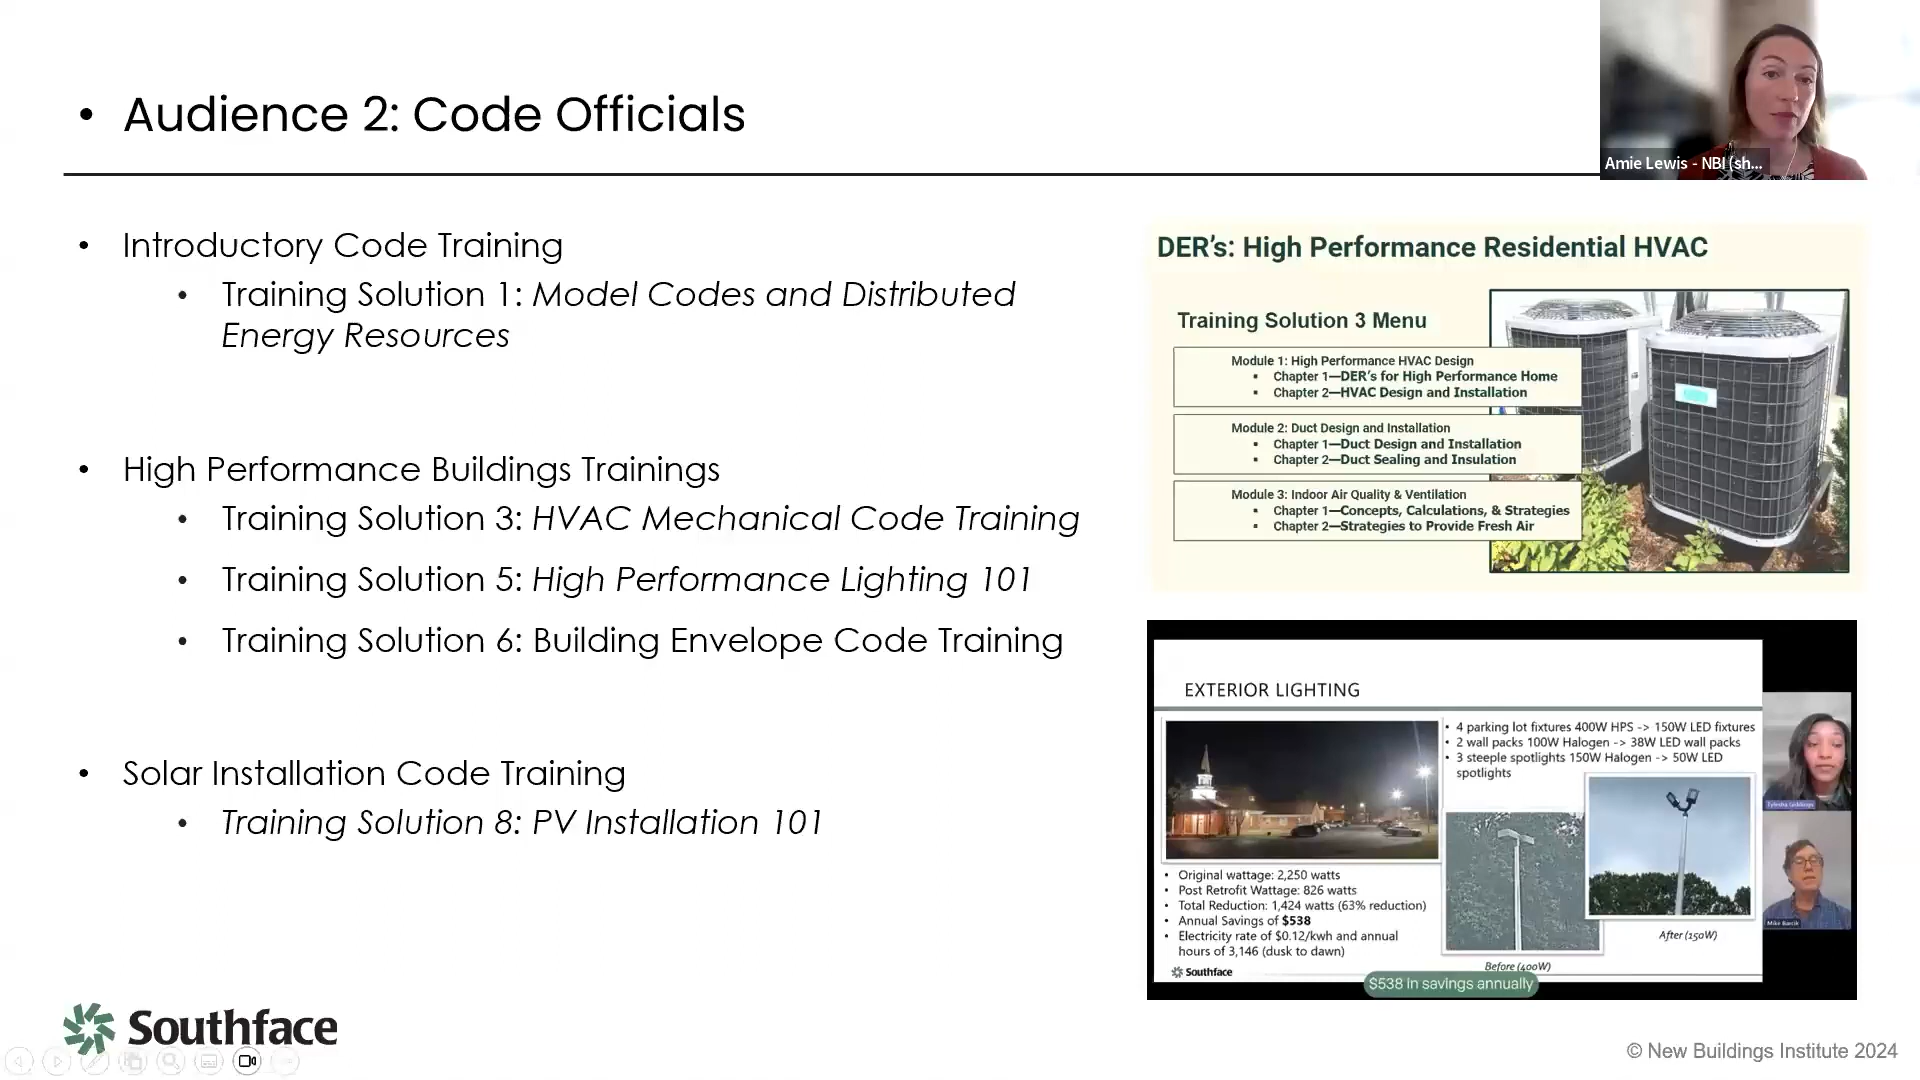 Audience 2: Code Officials
Amie Lewis - NBI (sh...
Introductory Code Training
Training Solution 1: Model Codes and Distributed
Energy Resources
High Performance Buildings Trainings
Training Solution 3: HVAC Mechanical Code Training
Training Solution 5: High Performance Lighting 101
Training Solution 6: Building Envelope Code Training
Solar Installation Code Training
Training Solution 8: PV Installation 101
DER's: High Performance Residential HVAC
Training Solution 3 Menu
Module 1: High Performance HVAC Design
Chapter 1—DER's for High Performance Home
Chapter 2—HVAC Design and Installation
Module 2: Duct Design and Installation
Chapter 1—Duct Design and Installation
Chapter 2—Duct Sealing and Insulation
Module 3: Indoor Air Quality & Ventilation
Chapter 1—Concepts, Calculations, & Strategies
Chapter 2—Strategies to Provide Fresh Air
EXTERIOR LIGHTING
4 parking lot fixtures 400W HPS -> 150W LED fixtures
2 wall packs 100W Halogen -> 38W LED wall packs
3 steeple spotlights 150W Halogen -> 50W LED
spotlights
Original wattage: 2,250 watts
Post Retrofit Wattage: 826 watts
Total Reduction: 1,424 watts (63% reduction)
Annual Savings of $538
Electricity rate of $0.12/kwh and annual
hours of 3,146 (dusk to dawn)
Before (400W)
After (150W)
Southface
$538 in savings annually
Mike Barcik
Southface
© New Buildings Institute 2024